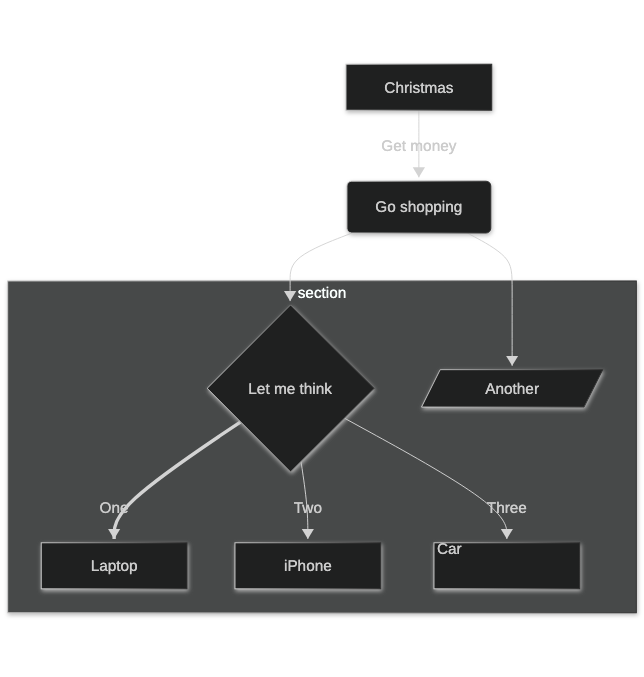 Christmas
Get money
Go shopping
section
Let me think
Another
One
Two
Three
Laptop
iPhone
Car